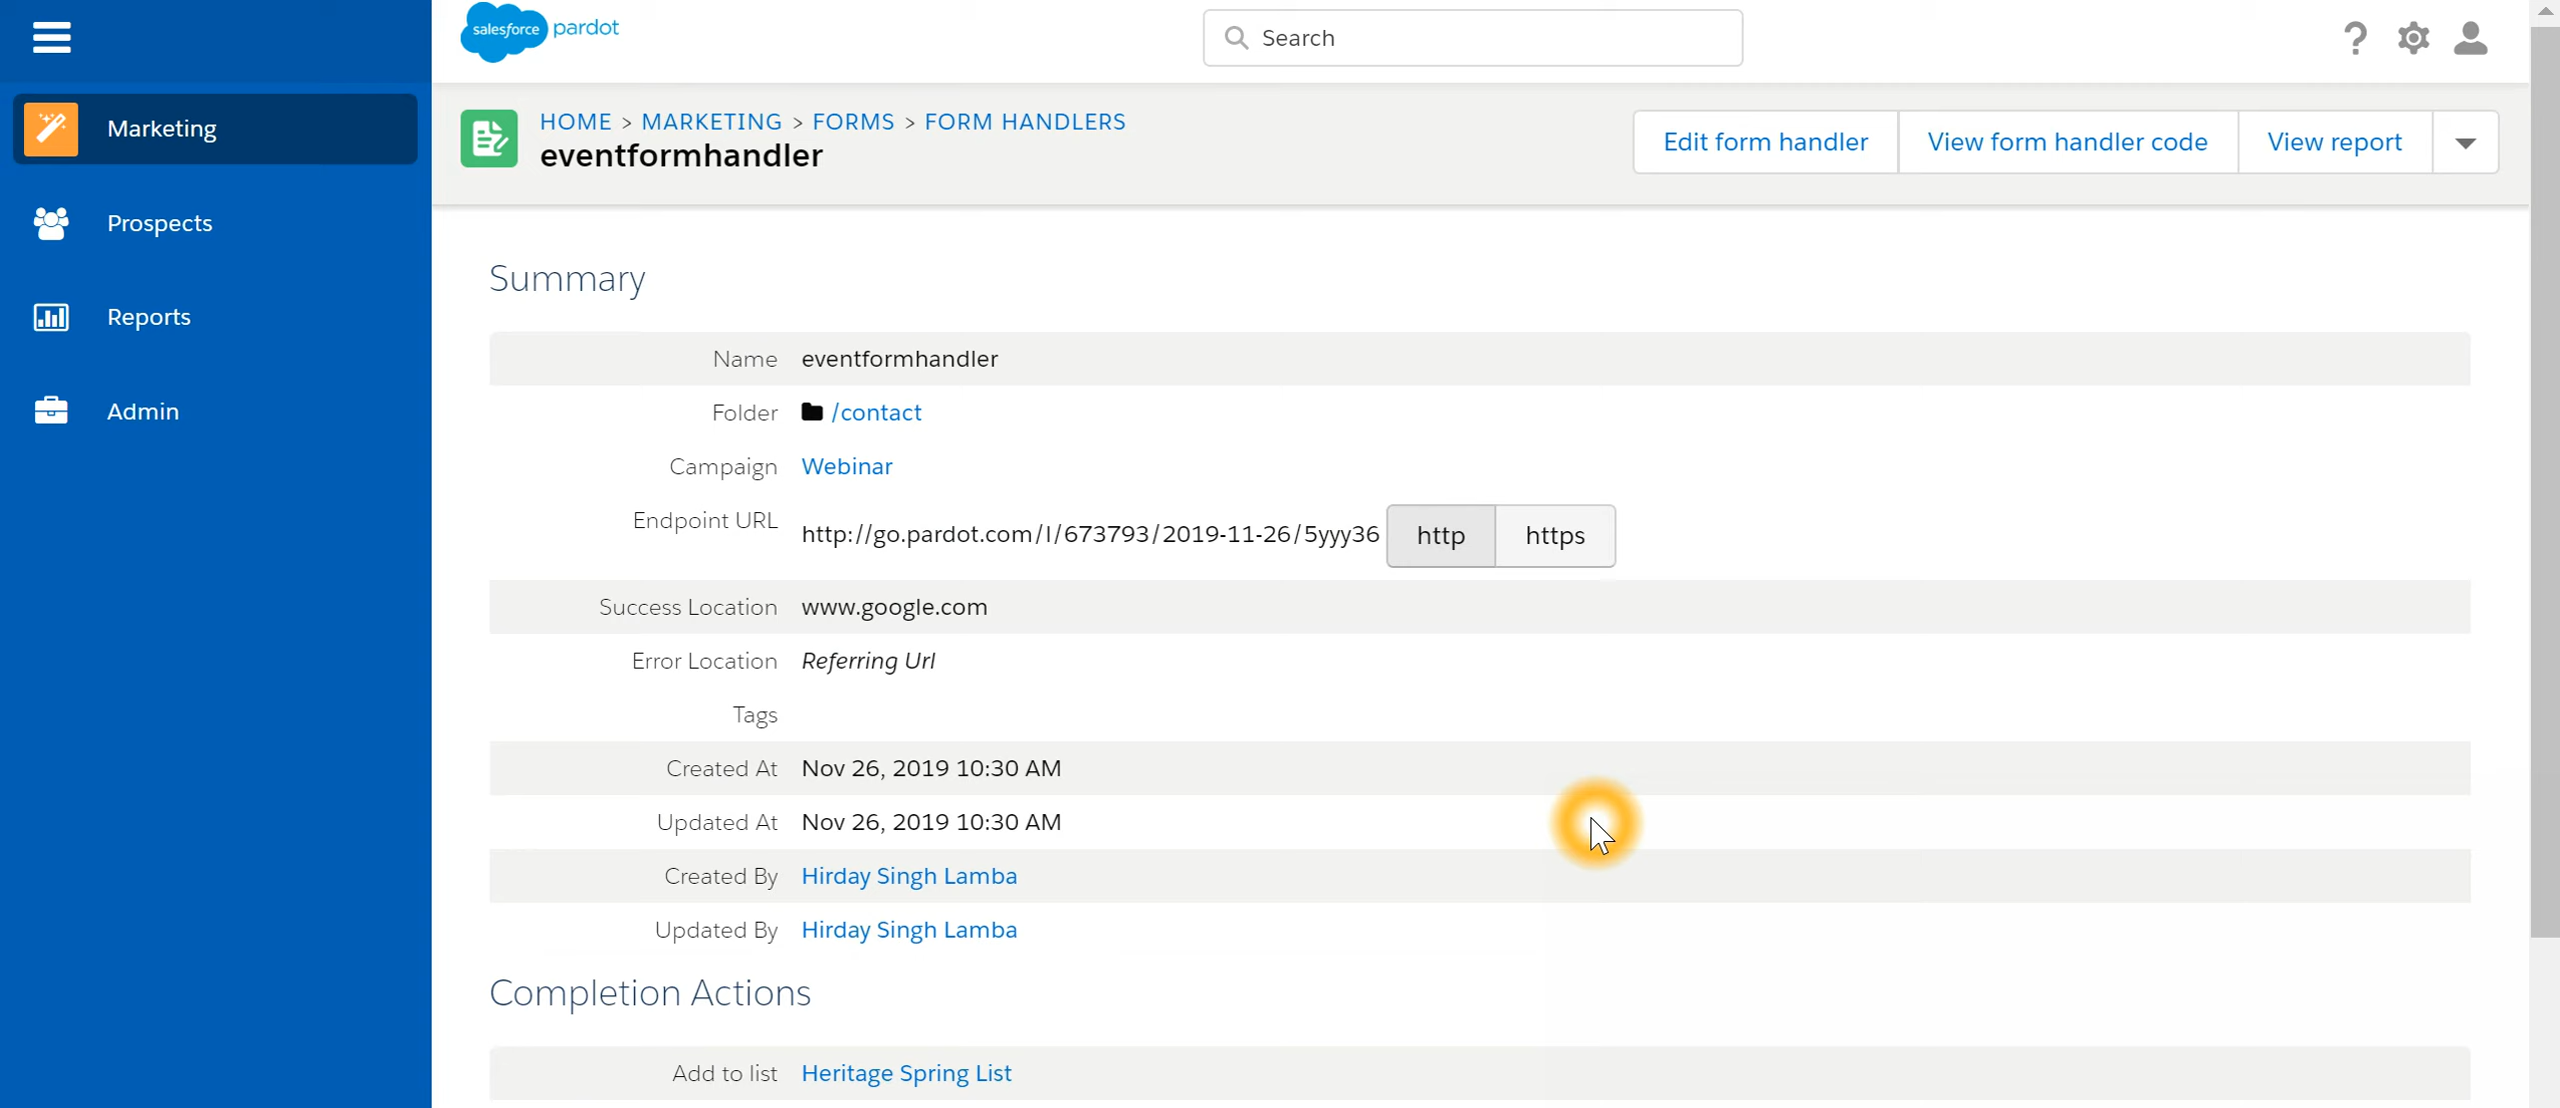 salesforce pardot
Search
Marketing
Prospects
Reports
Admin
HOME > MARKETING > FORMS > FORM HANDLERS
eventformhandler
Edit form handler
View form handler code
View report
Summary
Name eventformhandler
Folder /contact
Campaign Webinar
Endpoint URL http://go.pardot.com/l/673793/2019-11-26/5yyy36 http https
Success Location www.google.com
Error Location Referring Url
Tags
Created At Nov 26, 2019 10:30 AM
Updated At Nov 26, 2019 10:30 AM
Created By Hirday Singh Lamba
Updated By Hirday Singh Lamba
Completion Actions
Add to list Heritage Spring List